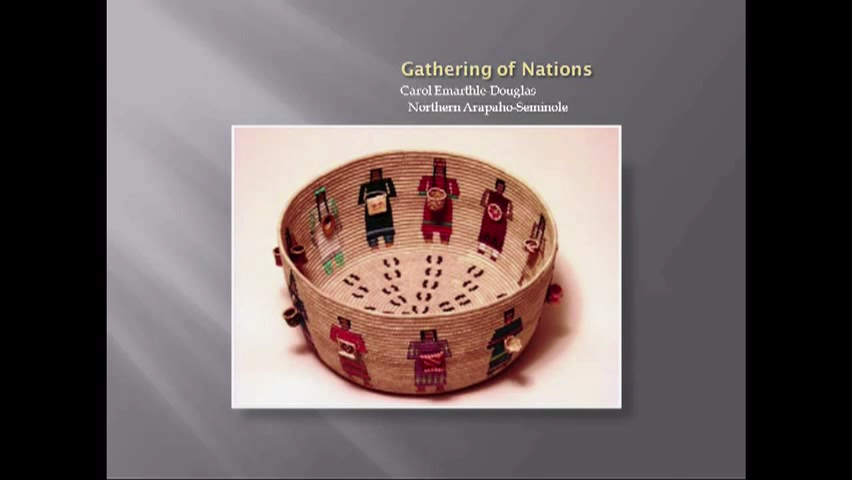 Gathering of Nations
Carol Emarthle-Douglas
Northern Arapaho-Seminole